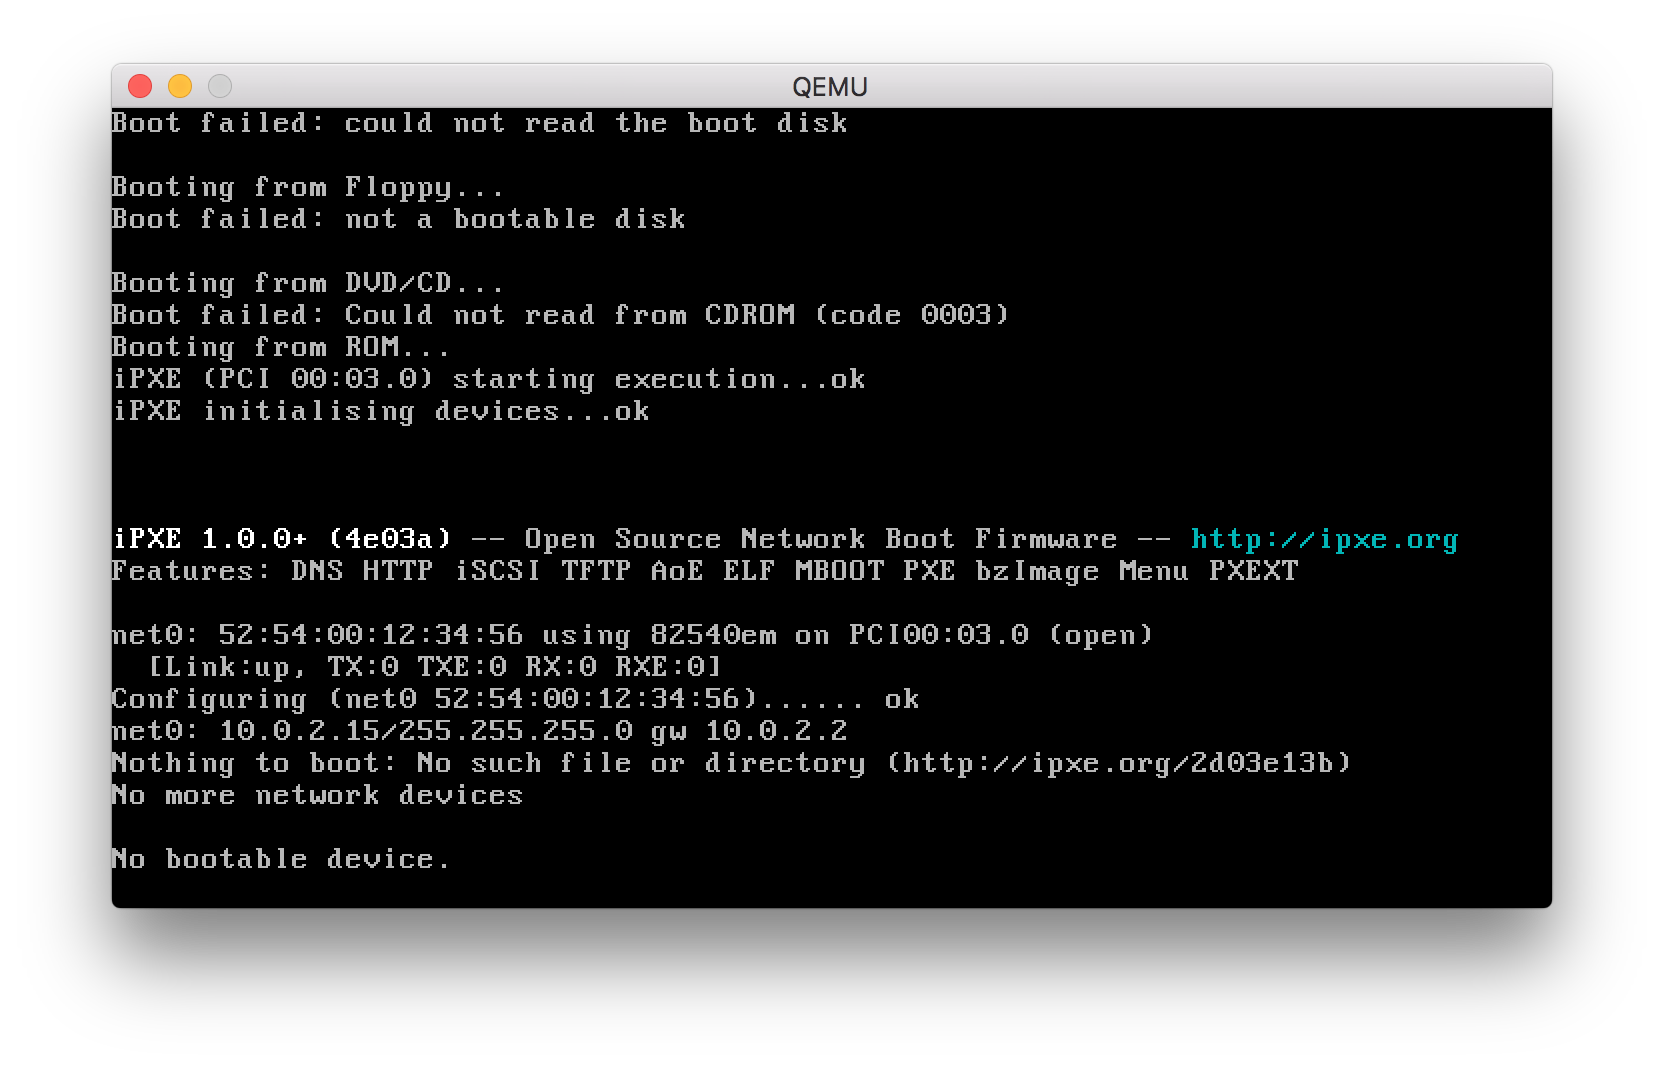 QEMU
Boot failed: could not read the boot disk
Booting from Floppy...
Boot failed: not a bootable disk
Booting from DVD/CD...
Boot failed: Could not read from CDROM (code 0003)
Booting from ROM...
iPXE (PCI 00:03.0) starting execution...ok
iPXE initialising devices...ok
iPXE 1.0.0+ (4e03a) -- Open Source Network Boot Firmware -- http://ipxe.org
Features: DNS HTTP iSCSI TFTP AoE ELF MBOOT PXE bzImage Menu PXEXT
net0: 52:54:00:12:34:56 using 82540em on PCI00:03.0 (open)
[Link:up, TX:0 TXE:0 RX:0 RXE:0]
Configuring (net0 52:54:00:12:34:56)...... ok
net0: 10.0.2.15/255.255.255.0 gw 10.0.2.2
Nothing to boot: No such file or directory (http://ipxe.org/2d03e13b)
No more network devices
No bootable device.